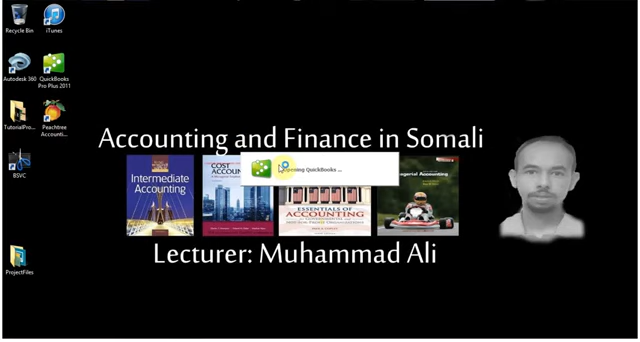 Recycle Bin
iTunes
Autodesk 360
QuickBooks
Pro Plus 2011
TutorialPro...
Peachtree
Accounti...
BSVC
ProjectFiles
Accounting and Finance in Somali
Intermediate
Accounting
COST
ACCOUN
Opening QuickBooks ...
ESSENTIALS OF
ACCOUNTING
Managerial Accounting
Lecturer: Muhammad Ali